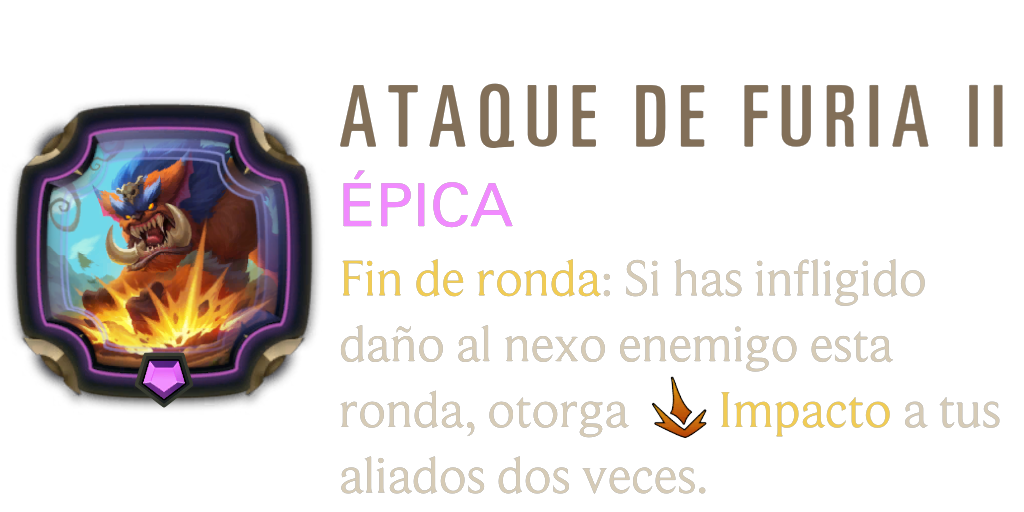 ATAQUE DE FURIA II
ÉPICA
Fin de ronda: Si has infligido
daño al nexo enemigo esta
ronda, otorga Impacto a tus
aliados dos veces.